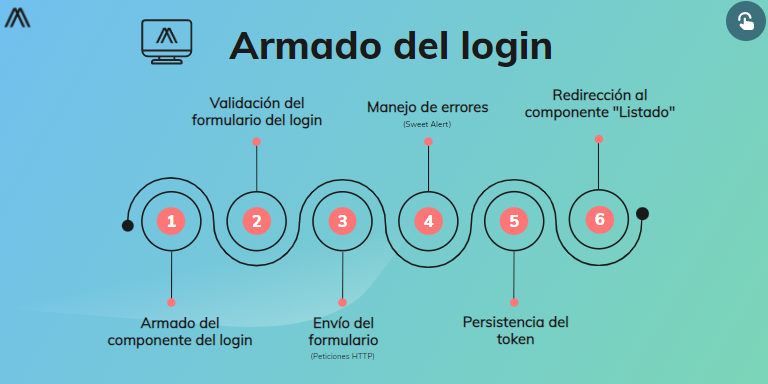 Armado del login
Validación del
formulario del login
Manejo de errores
(Sweet Alert)
Redirección al
componente "Listado"
1
2
3
4
5
6
Armado del
componente del login
Envío del
formulario
(Peticiones HTTP)
Persistencia del
token